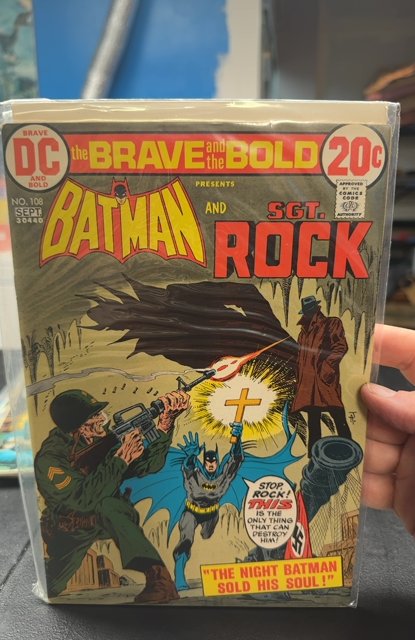 BRAVE
DC
AND
BOLD
the BRAVE and the BOLD
20¢
NO. 108
SEPT.
30440
PRESENTS
APPROVED
BY THE
COMICS
CODE
AUTHORITY
BATMAN
AND
SGT.
ROCK
STOP,
ROCK!
THIS
IS THE
ONLY THING
THAT CAN
DESTROY
HIM!
"THE NIGHT BATMAN
SOLD HIS SOUL!"